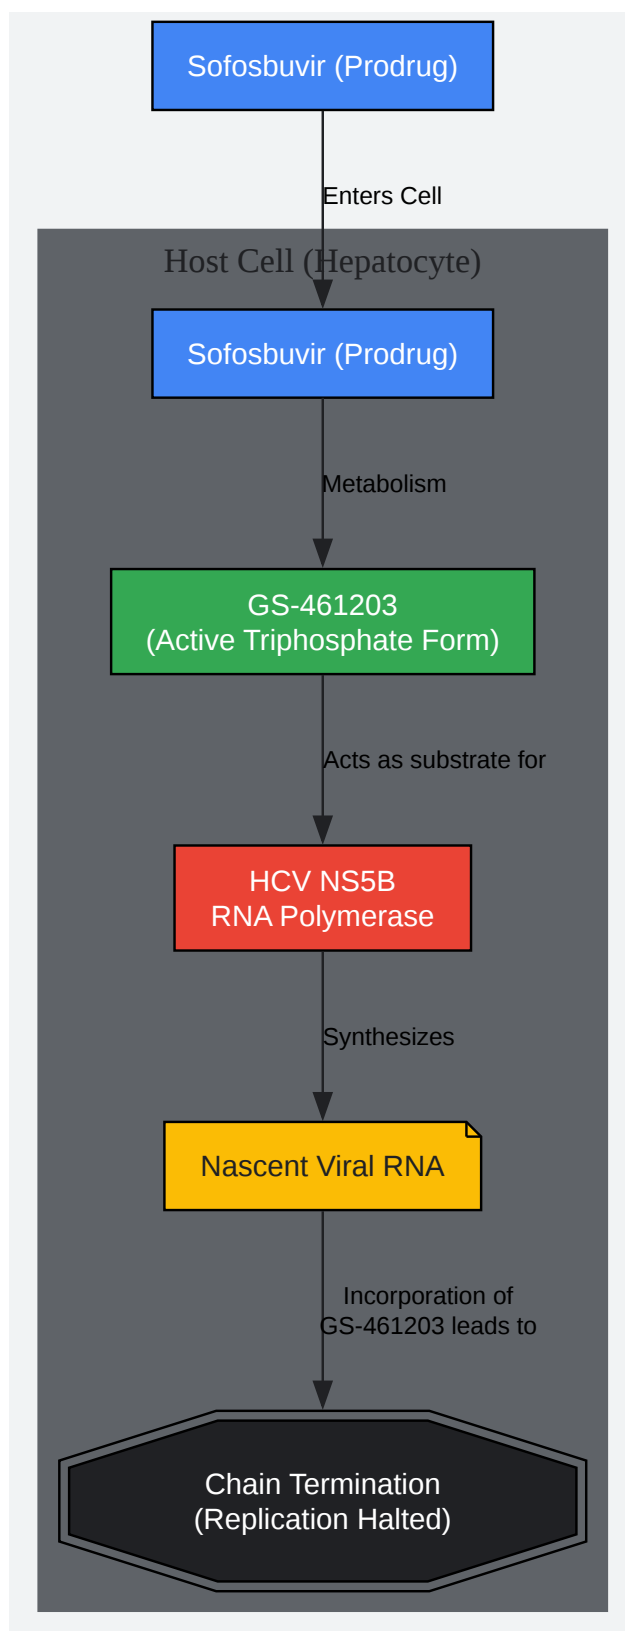 Sofosbuvir (Prodrug)
Enters Cell
Host Cell (Hepatocyte)
Sofosbuvir (Prodrug)
Metabolism
GS-461203
(Active Triphosphate Form)
Acts as substrate for
HCV NS5B
RNA Polymerase
Synthesizes
Nascent Viral RNA
Incorporation of
GS-461203 leads to
Chain Termination
(Replication Halted)